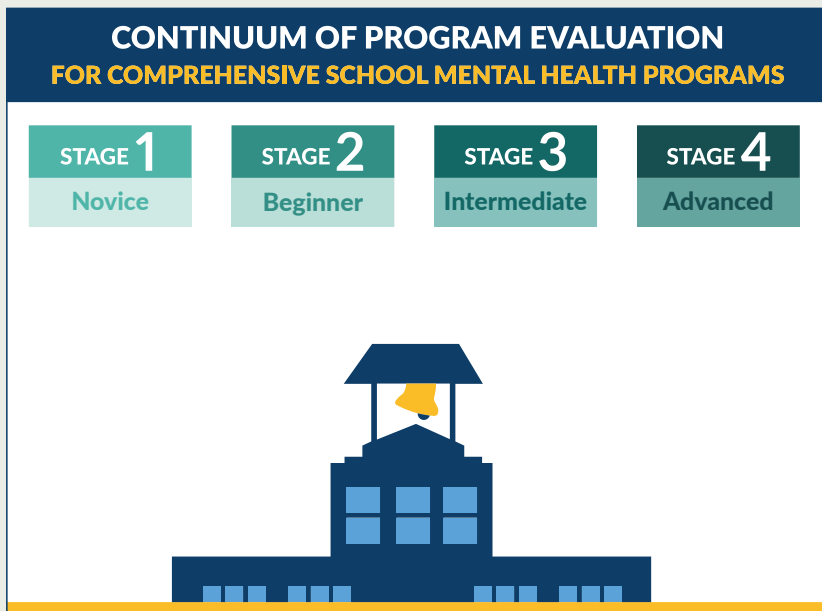 CONTINUUM OF PROGRAM EVALUATION
FOR COMPREHENSIVE SCHOOL MENTAL HEALTH PROGRAMS
STAGE 1
Novice
STAGE 2
Beginner
STAGE 3
Intermediate
STAGE 4
Advanced